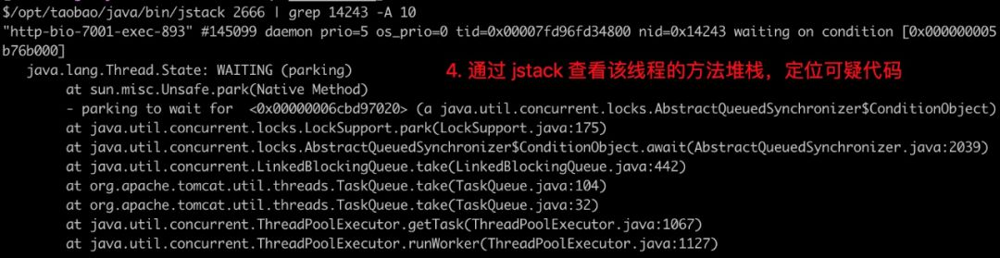 $/opt/taobao/java/bin/jstack 2666 | grep 14243 -A 10
"http-bio-7001-exec-893" #145099 daemon prio=5 os_prio=0 tid=0x00007fd96fd34800 nid=0x14243 waiting on condition [0x000000005
b76b000]
java.lang.Thread.State: WAITING (parking)
4. 通过 jstack 查看该线程的方法堆栈，定位可疑代码
at sun.misc.Unsafe.park(Native Method)
- parking to wait for <0x00000006cbd97020> (a java.util.concurrent.locks.AbstractQueuedSynchronizer$ConditionObject)
at java.util.concurrent.locks.LockSupport.park(LockSupport.java:175)
at java.util.concurrent.locks.AbstractQueuedSynchronizer$ConditionObject.await(AbstractQueuedSynchronizer.java:2039)
at java.util.concurrent.LinkedBlockingQueue.take(LinkedBlockingQueue.java:442)
at org.apache.tomcat.util.threads.TaskQueue.take(TaskQueue.java:104)
at org.apache.tomcat.util.threads.TaskQueue.take(TaskQueue.java:32)
at java.util.concurrent.ThreadPoolExecutor.getTask(ThreadPoolExecutor.java:1067)
at java.util.concurrent.ThreadPoolExecutor.runWorker(ThreadPoolExecutor.java:1127)